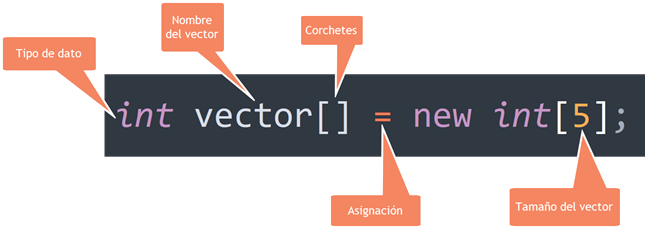 Nombre
del vector
Corchetes
Tipo de dato
int vector[] = new int[5];
Asignación
Tamaño del vector